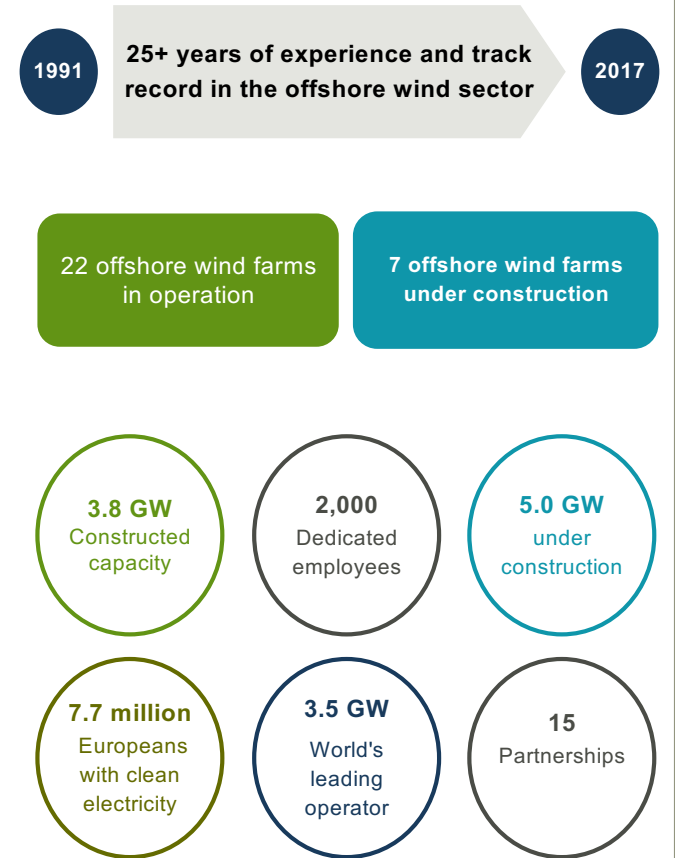 1991
25+ years of experience and track
record in the offshore wind sector
2017
22 offshore wind farms
in operation
7 offshore wind farms
under construction
3.8 GW
Constructed
capacity
2,000
Dedicated
employees
5.0 GW
under
construction
7.7 million
Europeans
with clean
electricity
3.5 GW
World's
leading
operator
15
Partnerships